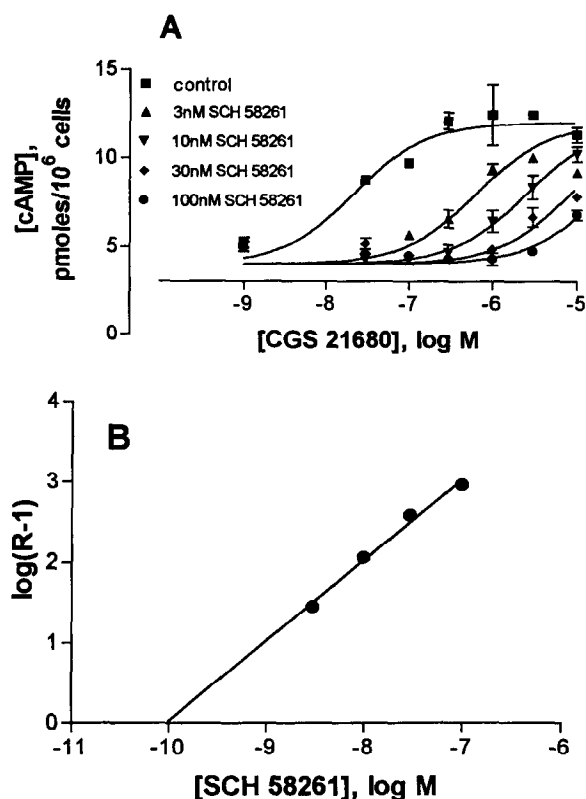 A
15
10
5
0
[cAMP],
pmoles/10⁶ cells
control
3nM SCH 58261
10nM SCH 58261
30nM SCH 58261
100nM SCH 58261
-9 -8 -7 -6 -5
[CGS 21680], log M
B
4
3
2
1
0
log(R-1)
-11 -10 -9 -8 -7 -6
[SCH 58261], log M